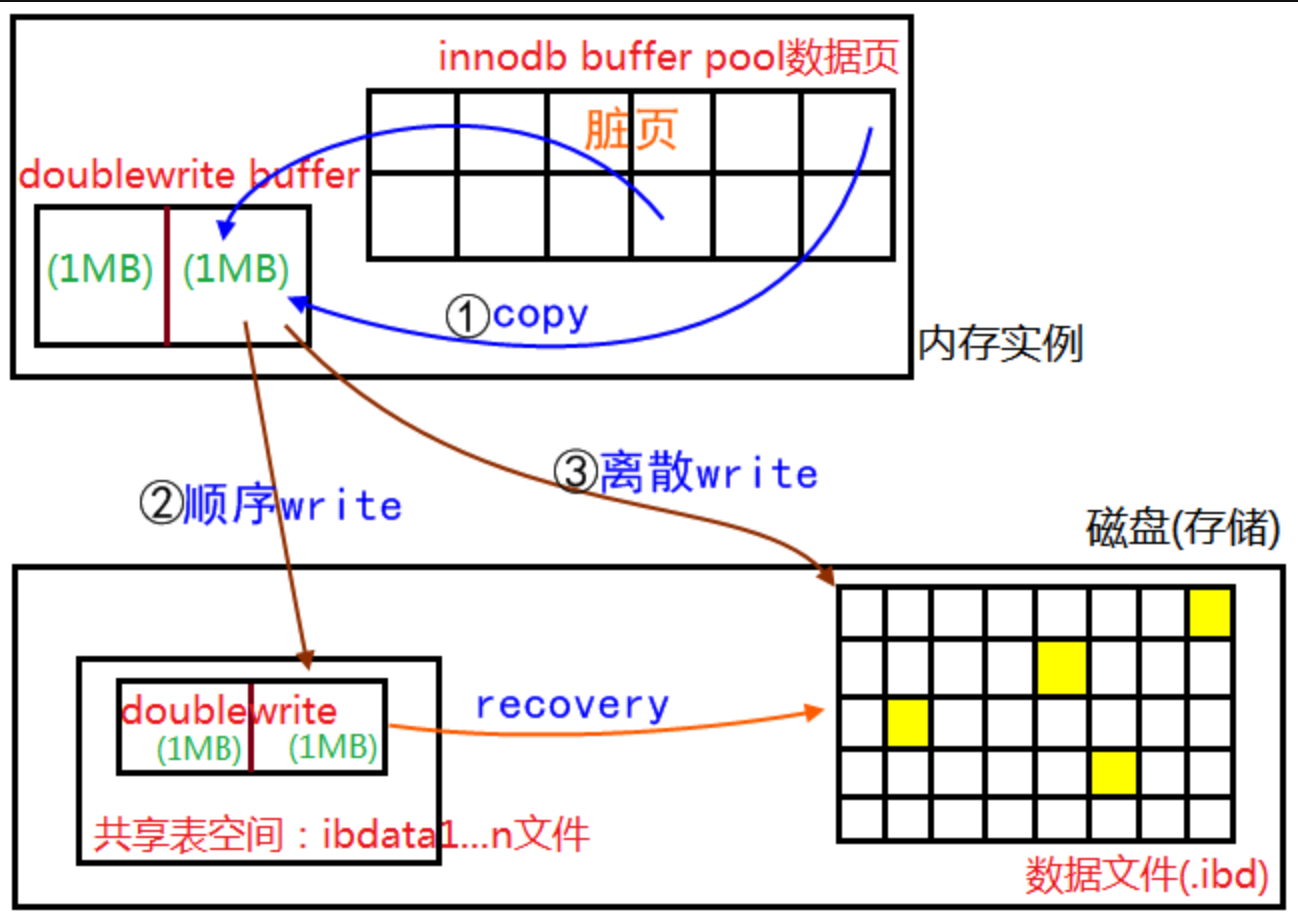 innodb buffer pool数据页
脏页
doublewrite buffer
(1MB) (1MB)
①copy
内存实例
③离散write
②顺序write
磁盘(存储)
doublewrite
(1MB) (1MB)
recovery
共享表空间：ibdata1...n文件
数据文件(.ibd)